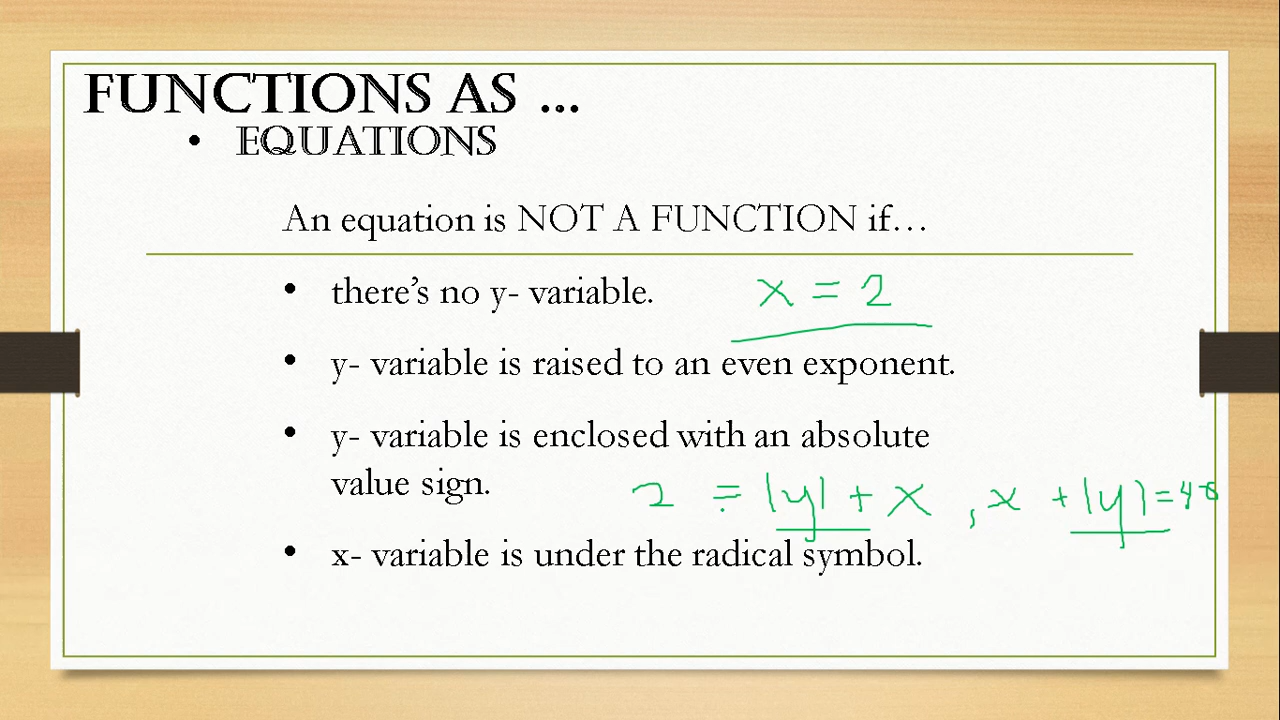 FUNCTIONS AS ...
• EQUATIONS
An equation is NOT A FUNCTION if…
• there's no y- variable. x = 2
• y- variable is raised to an even exponent.
• y- variable is enclosed with an absolute
value sign. 2 = |y| + x , x + |y| =
• x- variable is under the radical symbol.